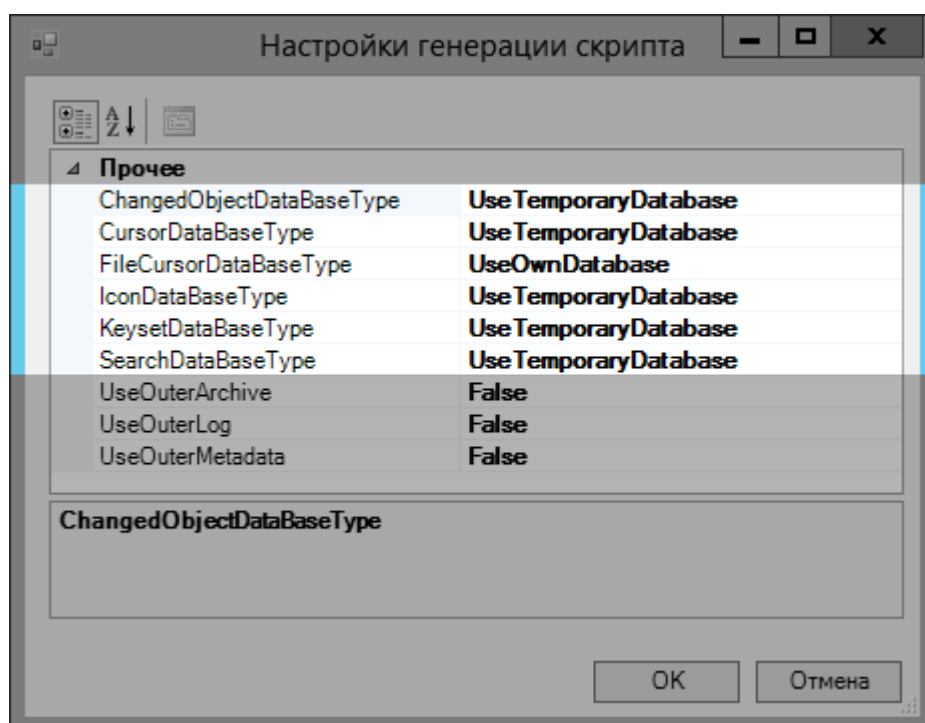 Настройки генерации скрипта
Прочее
ChangedObjectDataBaseType UseTemporaryDatabase
CursorDataBaseType UseTemporaryDatabase
FileCursorDataBaseType UseOwnDatabase
IconDataBaseType UseTemporaryDatabase
KeysetDataBaseType UseTemporaryDatabase
SearchDataBaseType UseTemporaryDatabase
UseOuterArchive False
UseOuterLog False
UseOuterMetadata False
ChangedObjectDataBaseType
OK Отмена